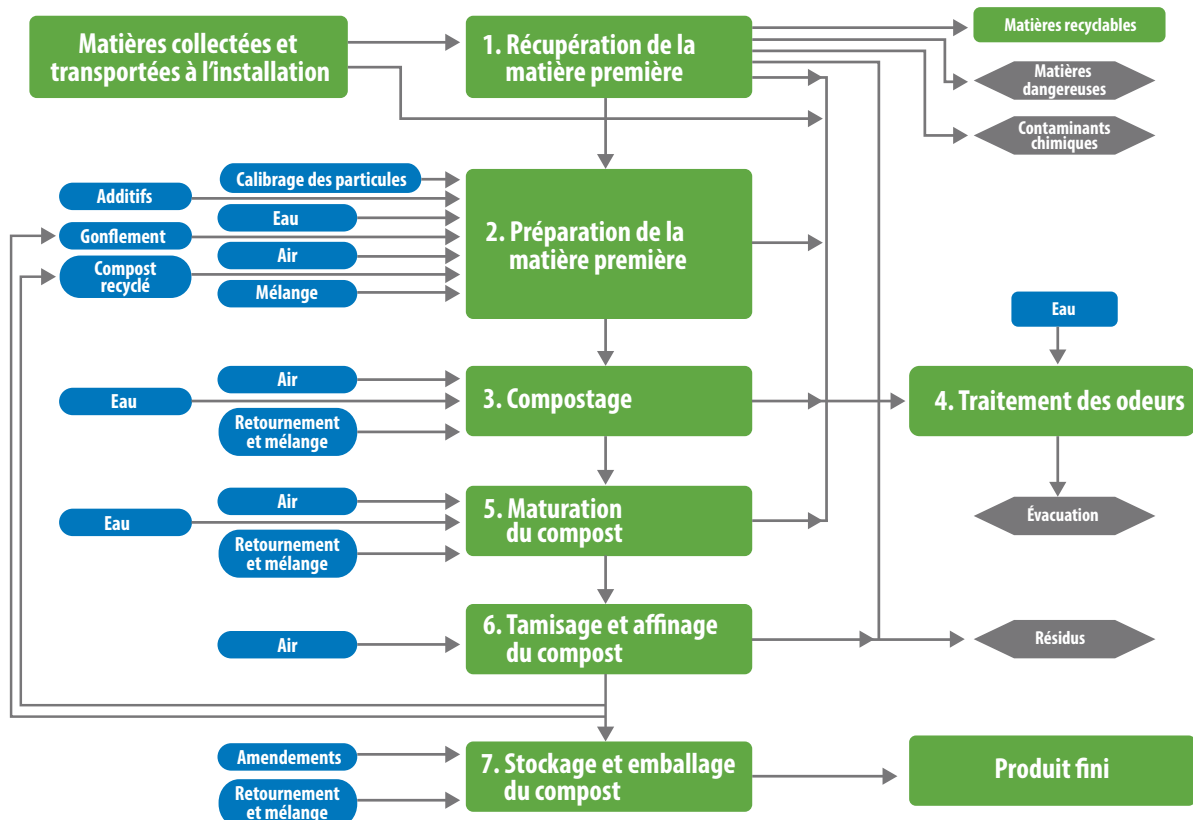 Matières collectées et
transportées à l'installation
1. Récupération de la
matière première
Matières recyclables
Matières
dangereuses
Contaminants
chimiques
Calibrage des particules
Additifs
Eau
Gonflement
Air
Compost
recyclé
Mélange
2. Préparation de la
matière première
Eau
Air
Eau
Retournement
et mélange
3. Compostage
4. Traitement des odeurs
Air
Eau
Retournement
et mélange
5. Maturation
du compost
Évacuation
Air
6. Tamisage et affinage
du compost
Résidus
Amendements
Retournement
et mélange
7. Stockage et emballage
du compost
Produit fini